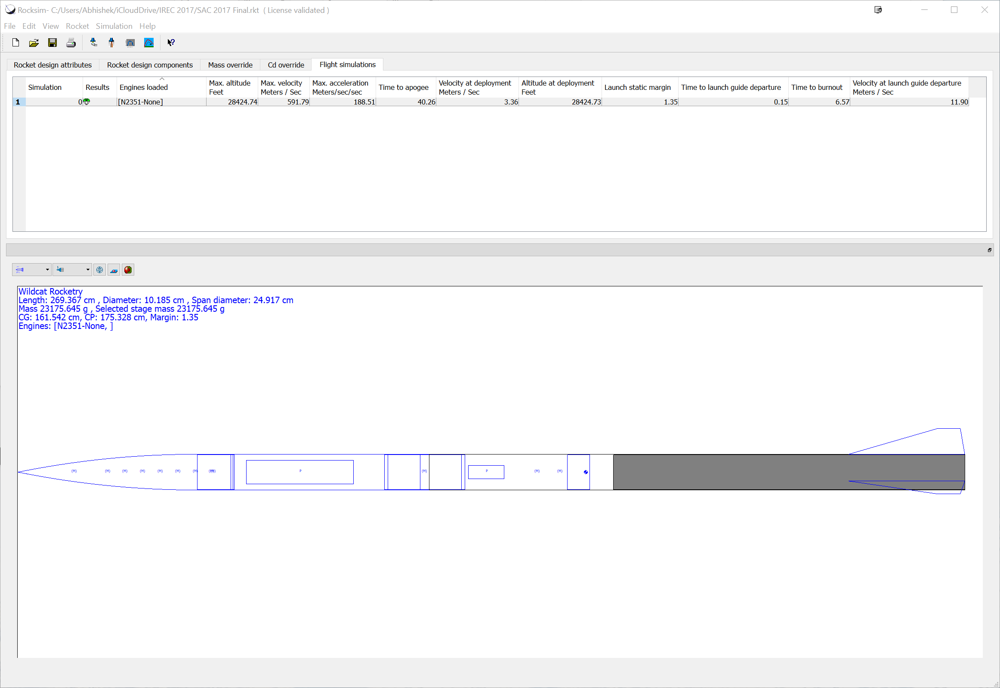 Rocksim- C:/Users/Abhishek/iCloudDrive/IREC 2017/SAC 2017 Final.rkt  ( License validated )
File Edit View Rocket Simulation Help
Rocket design attributes Rocket design components Mass override Cd override Flight simulations
Simulation Results Engines loaded Max. altitude Feet Max. velocity Meters / Sec Max. acceleration Meters/sec/sec Time to apogee Velocity at deployment Meters / Sec Altitude at deployment Feet Launch static margin Time to launch guide departure Time to burnout Velocity at launch guide departure Meters / Sec
1 0 [N2351-None] 28424.74 591.79 188.51 40.26 3.36 28424.73 1.35 0.15 6.57 11.90
Wildcat Rocketry
Length: 269.367 cm , Diameter: 10.185 cm , Span diameter: 24.917 cm
Mass 23175.645 g , Selected stage mass 23175.645 g
CG: 161.542 cm, CP: 175.328 cm, Margin: 1.35
Engines: [N2351-None, ]
(M) (M) (M) (M) (M) (M) (M) P (M) P (M) (M)